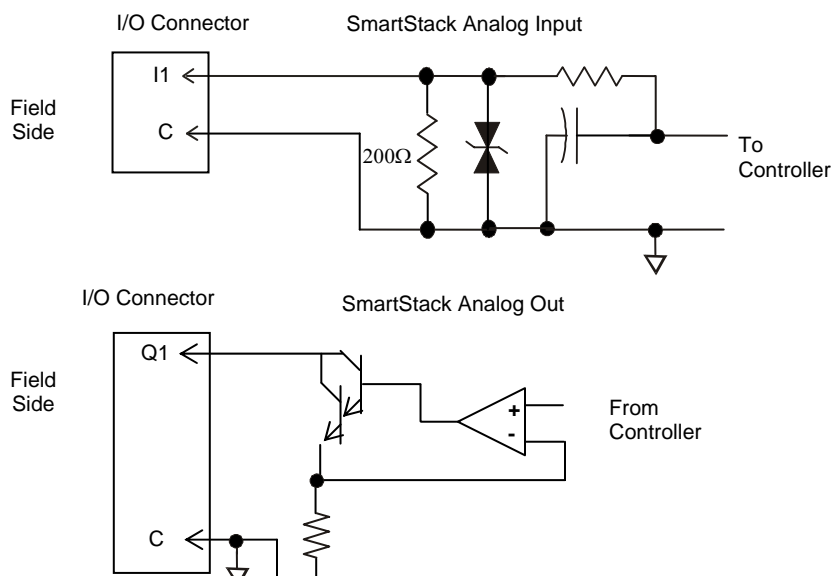 I/O Connector
SmartStack Analog Input
I1
Field
Side
C
200Ω
To
Controller
I/O Connector
SmartStack Analog Out
Q1
Field
Side
+
-
From
Controller
C